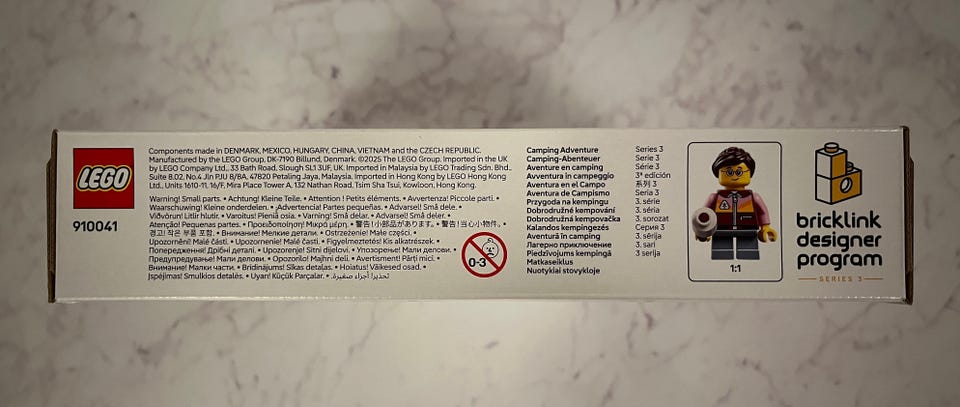 LEGO
910041
Components made in DENMARK, MEXICO, HUNGARY, CHINA, VIETNAM and the CZECH REPUBLIC.
Manufactured by the LEGO Group, DK-7190 Billund, Denmark. ©2025 The LEGO Group. Imported in the UK
by LEGO Company Ltd., 33 Bath Road, Slough SL1 3UF, UK. Imported in Malaysia by LEGO Trading Sdn. Bhd.,
Suite 8.02, No.4 Jln PJU 8/8A, 47820 Petaling Jaya, Malaysia. Imported in Hong Kong by LEGO Hong Kong
Ltd., Units 1610-11, 16/F, Mira Place Tower A, 132 Nathan Road, Tsim Sha Tsui, Kowloon, Hong Kong.
Warning! Small parts. • Achtung! Kleine Teile. • Attention ! Petits éléments. • Avvertenza! Piccole parti. •
Waarschuwing! Kleine onderdelen. • ¡Advertencia! Partes pequeñas. • Advarsel! Små dele. •
Viðvörun! Litlir hlutir. • Varoitus! Pieniä osia. • Varning! Små delar. • Advarsel! Små deler. •
Atenção! Pequenas partes. • Προειδοποίηση! Μικρά μέρη. • 警告! 小部品があります。• 警告! 当心小物件。 •
경고! 작은 부품 포함. • Внимание! Мелкие детали. • Ostrzeżenie! Małe części. •
Upozornění! Malé části. • Upozornenie! Malé časti. • Figyelmeztetés! Kis alkatrészek. •
Попередження! Дрібні деталі. • Opozorilo! Majhni deli. • Upozorenje! Sitni dijelovi. • Упозорење! Мали делови. •
Предупредување! Мали делови. • Avertisment! Părți mici. •
Внимание! Малки части. • Brīdinājums! Sīkas detaļas. • Hoiatus! Väikesed osad. •
Įspėjimas! Smulkios detalės. • Uyarı! Küçük Parçalar. • تحذير! أجزاء صغيرة. •
0-3
Camping Adventure Series 3
Camping-Abenteuer Serie 3
Aventure en camping Série 3
Avventura in campeggio Serie 3
Aventura en el Campo 3ª edición
Aventura de Campismo 系列 3
Przygoda na kempingu Seria 3
Dobrodružné kempování 3. série
Dobrodružná kempovačka 3. séria
Kalandos kempingezés 3. sorozat
Aventură în camping Серия 3
Лагерно приключение 3. sari
Piedzīvojums kempingā 3. sērija
Matkaseiklus 3 serija
Nuotykiai stovykloje
1:1
bricklink
designer
program
SERIES 3